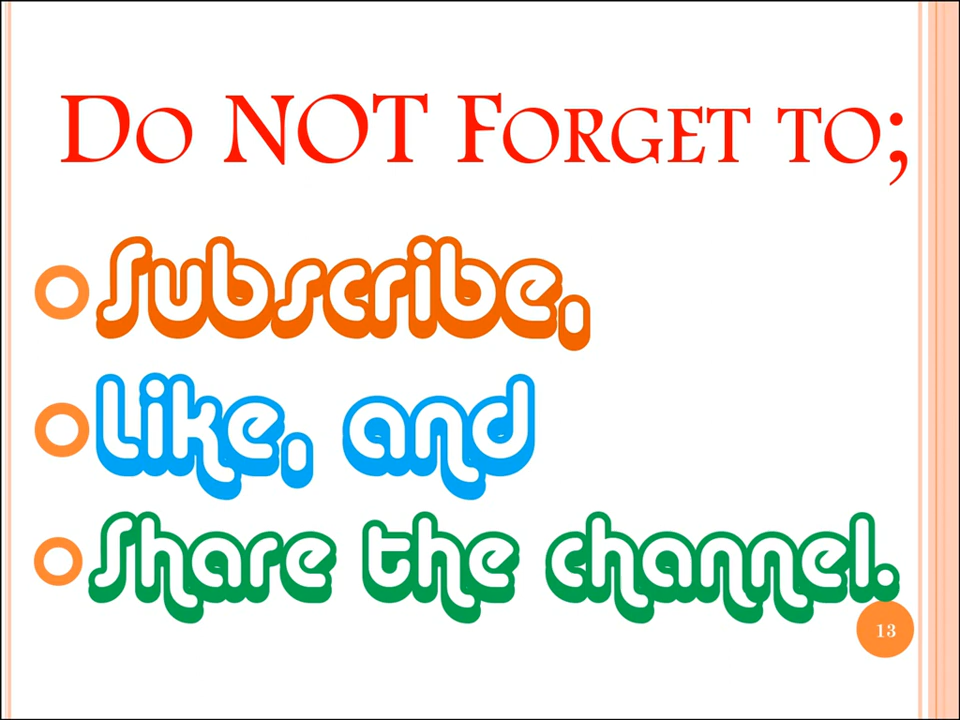 Do NOT Forget to;
Subscribe,
Like, and
Share the channel.
13